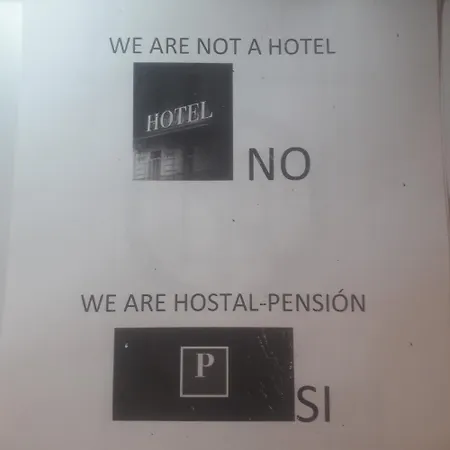 WE ARE NOT A HOTEL
HOTEL
NO
WE ARE HOSTAL-PENSIÓN
P
SI